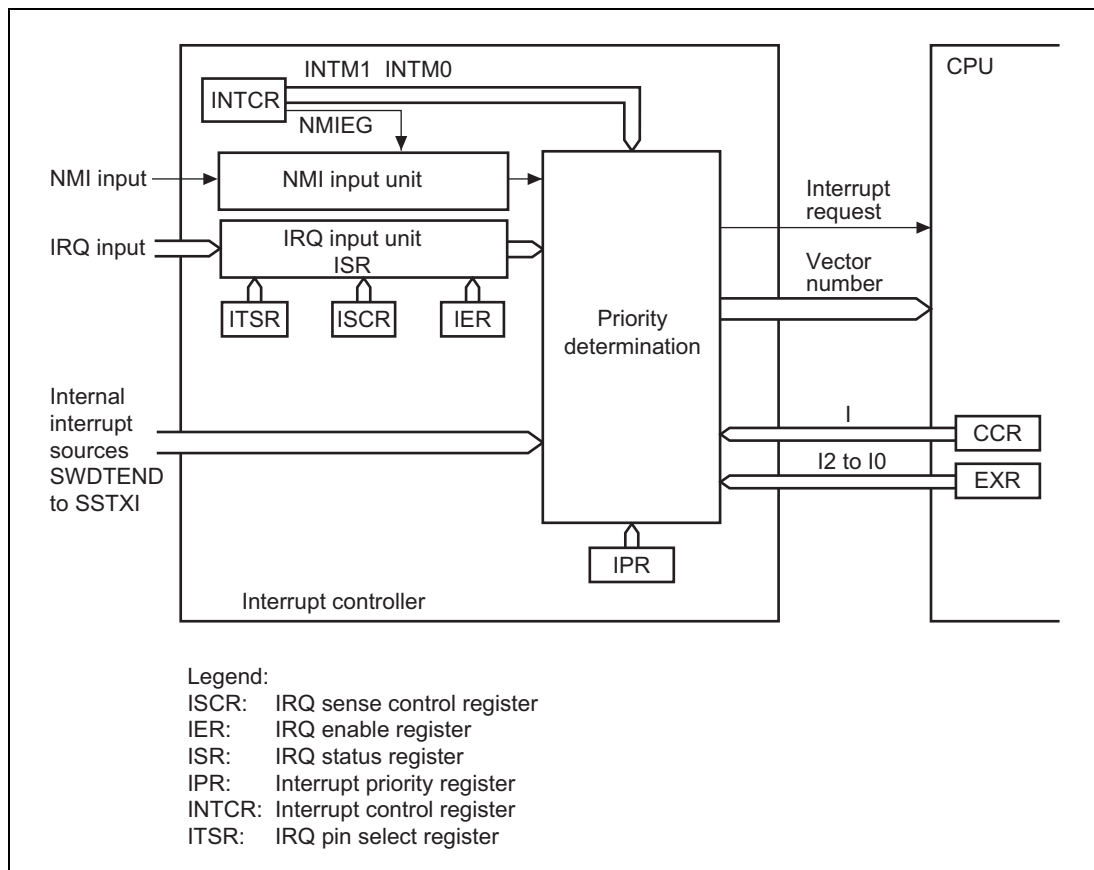 INTM1 INTM0
CPU
INTCR
NMIEG
NMI input
NMI input unit
Interrupt
request
IRQ input
IRQ input unit
ISR
Vector
number
ITSR
ISCR
IER
Priority
determination
Internal
interrupt
sources
SWDTEND
to SSTXI
I
CCR
I2 to I0
EXR
IPR
Interrupt controller
Legend:
ISCR: IRQ sense control register
IER: IRQ enable register
ISR: IRQ status register
IPR: Interrupt priority register
INTCR: Interrupt control register
ITSR: IRQ pin select register